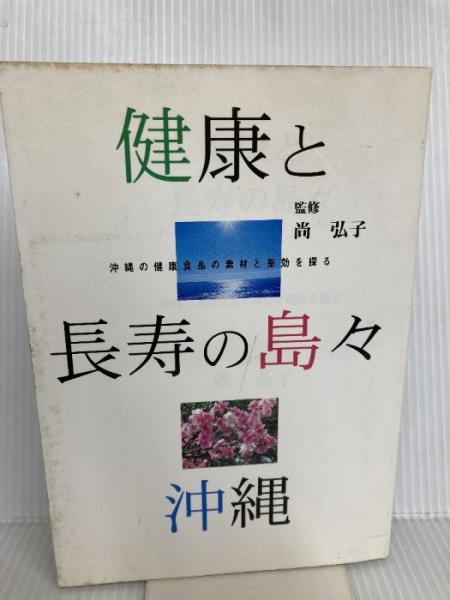 健康と
監修
尚 弘子
沖縄の健康食品の素材と薬効を探る
長寿の島々
沖縄